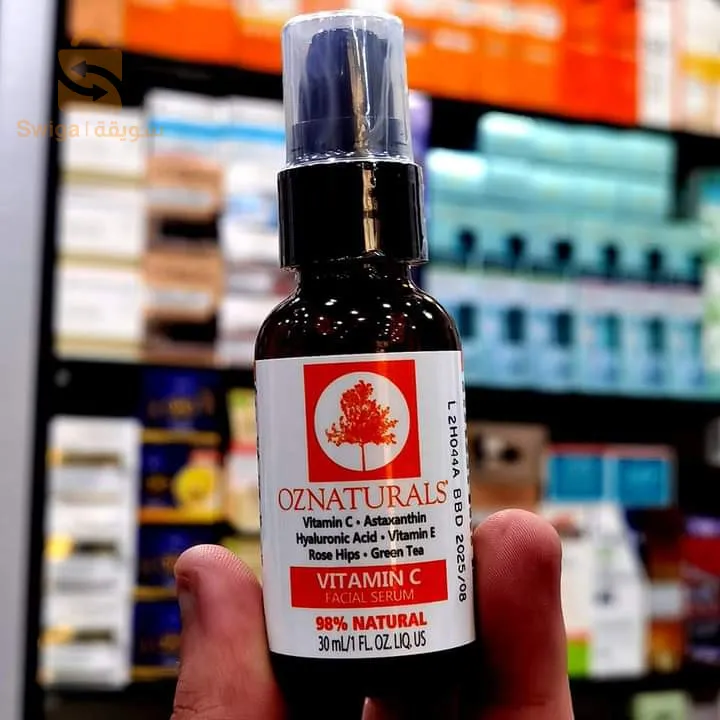 Swiqa | سويقة
OZNATURALS
Vitamin C • Astaxanthin
Hyaluronic Acid • Vitamin E
Rose Hips • Green Tea
VITAMIN C
FACIAL SERUM
98% NATURAL
30 mL/1 FL. OZ. LIQ. US
L 2H044A BBD 2025/08